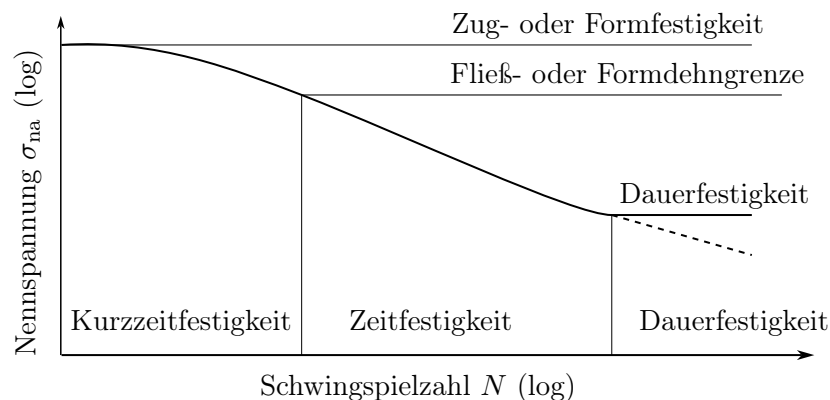 Zug- oder Formfestigkeit
Fließ- oder Formdehngrenze
Nennspannung σna (log)
Dauerfestigkeit
Kurzzeitfestigkeit
Zeitfestigkeit
Dauerfestigkeit
Schwingspielzahl N (log)